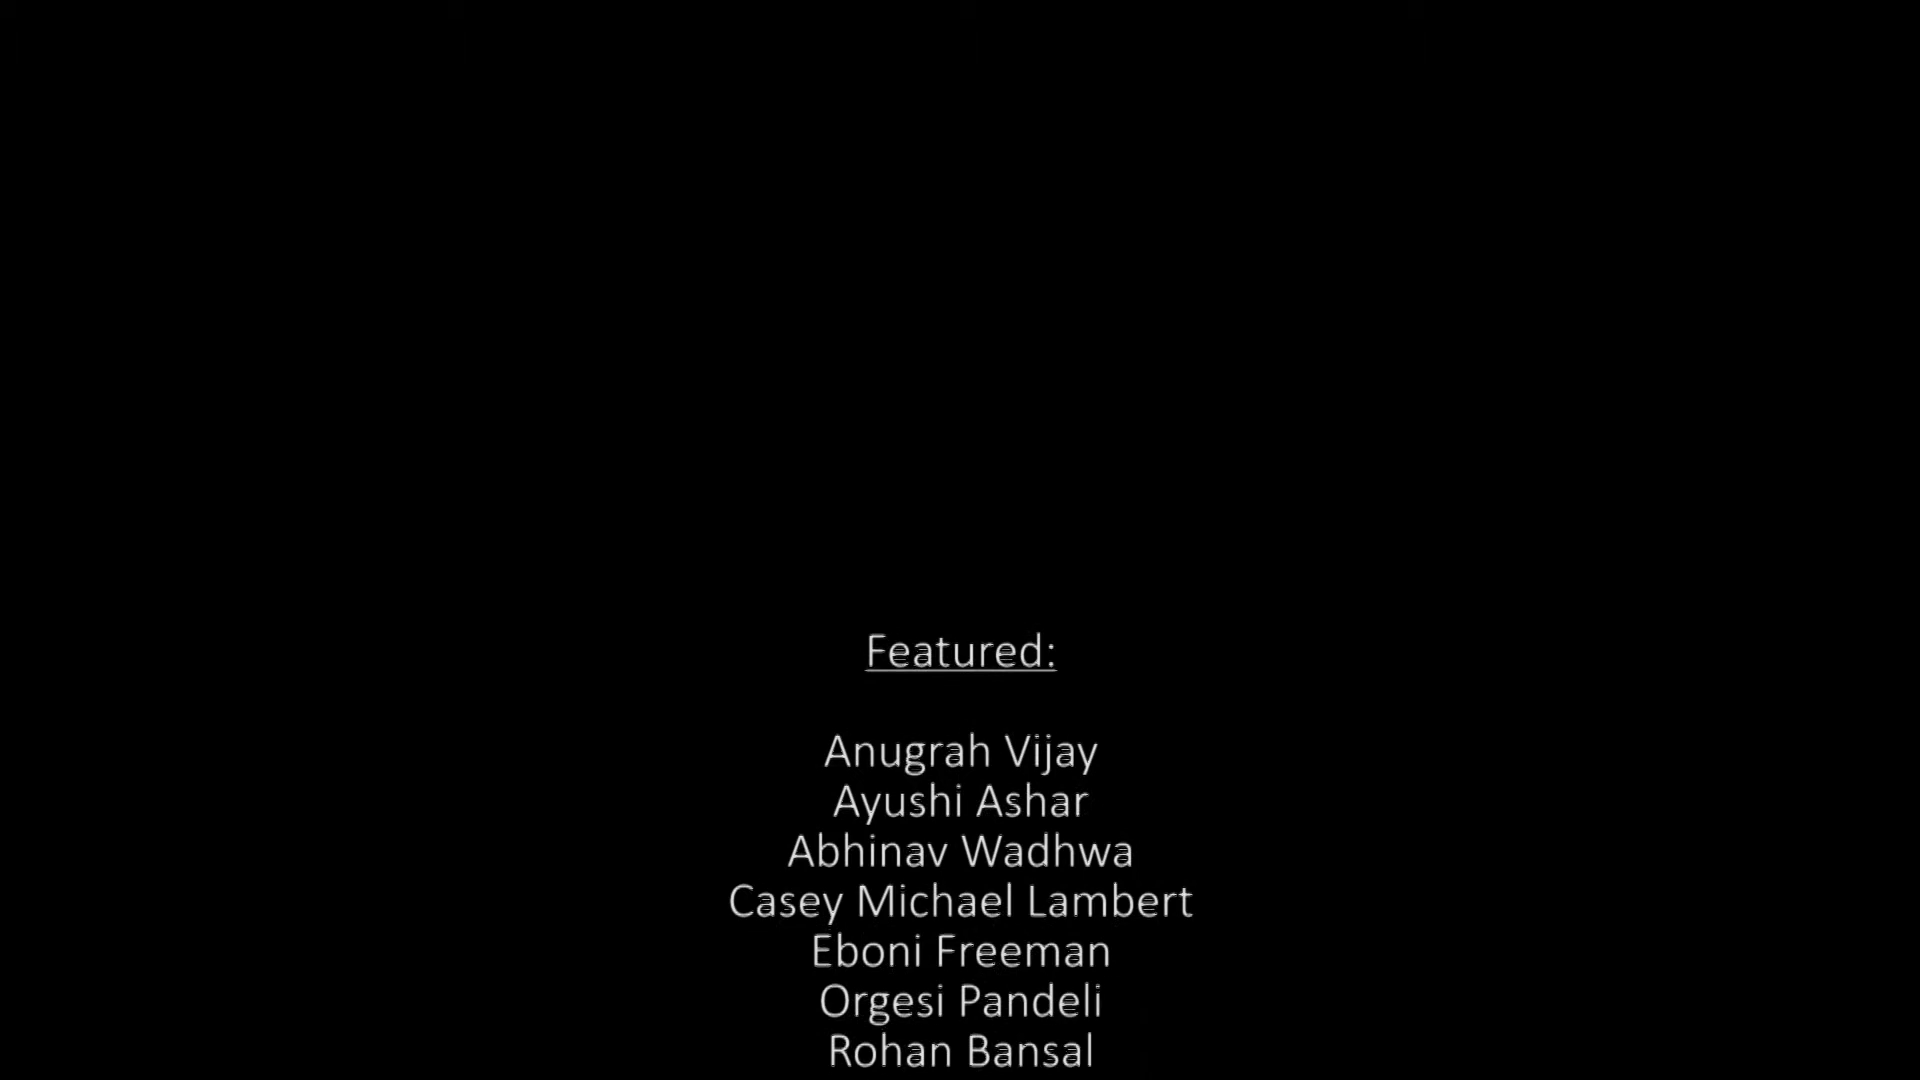 Featured:
Anugrah Vijay
Ayushi Ashar
Abhinav Wadhwa
Casey Michael Lambert
Eboni Freeman
Orgesi Pandeli
Rohan Bansal